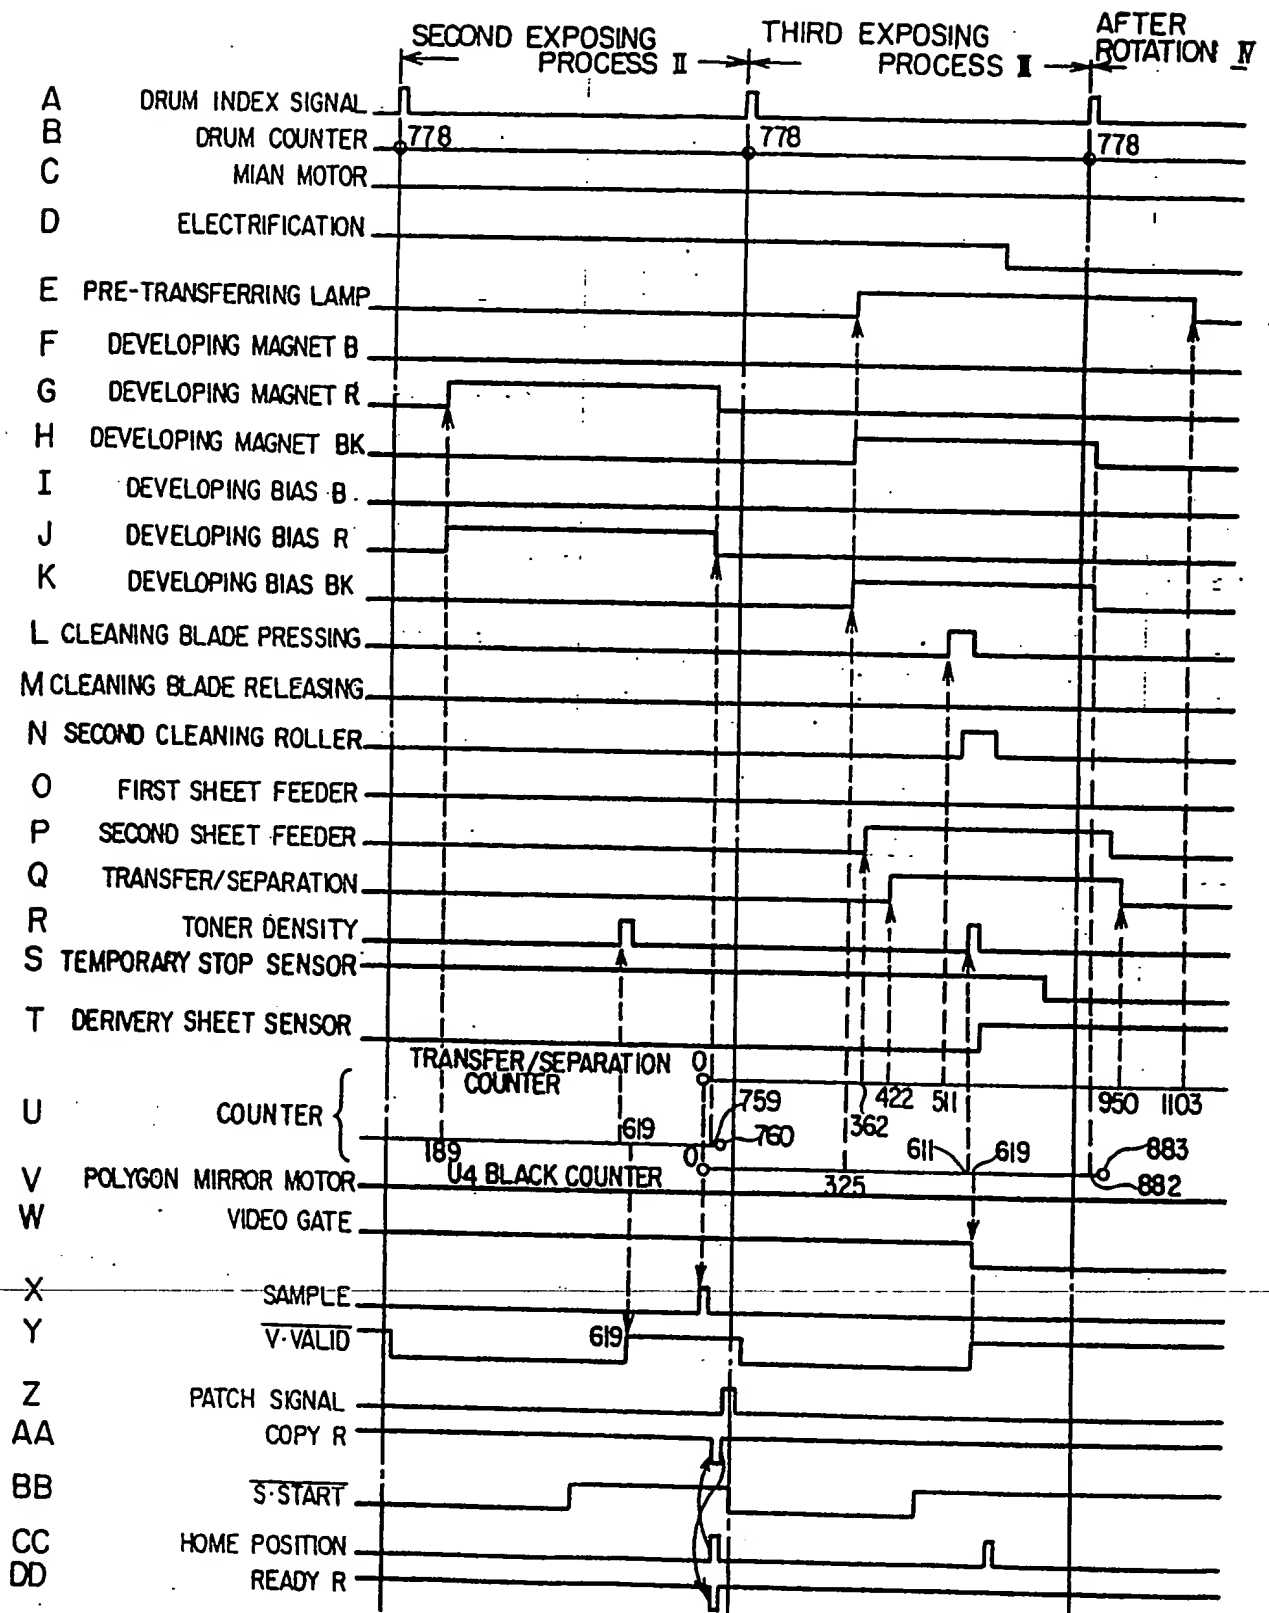 SECOND EXPOSING
PROCESS II
THIRD EXPOSING
PROCESS III
AFTER
ROTATION IV
A DRUM INDEX SIGNAL
B DRUM COUNTER 778 778 778
C MIAN MOTOR
D ELECTRIFICATION
E PRE-TRANSFERRING LAMP
F DEVELOPING MAGNET B
G DEVELOPING MAGNET R
H DEVELOPING MAGNET BK
I DEVELOPING BIAS B
J DEVELOPING BIAS R
K DEVELOPING BIAS BK
L CLEANING BLADE PRESSING
M CLEANING BLADE RELEASING
N SECOND CLEANING ROLLER
O FIRST SHEET FEEDER
P SECOND SHEET FEEDER
Q TRANSFER/SEPARATION
R TONER DENSITY
S TEMPORARY STOP SENSOR
T DERIVERY SHEET SENSOR
TRANSFER/SEPARATION
COUNTER
0
362 422 511 950 1103
U COUNTER
189 619 759 760
U4 BLACK COUNTER 0 325 611 619 882 883
V POLYGON MIRROR MOTOR
W VIDEO GATE
X SAMPLE
Y V·VALID 619
Z PATCH SIGNAL
AA COPY R
BB S·START
CC HOME POSITION
DD READY R